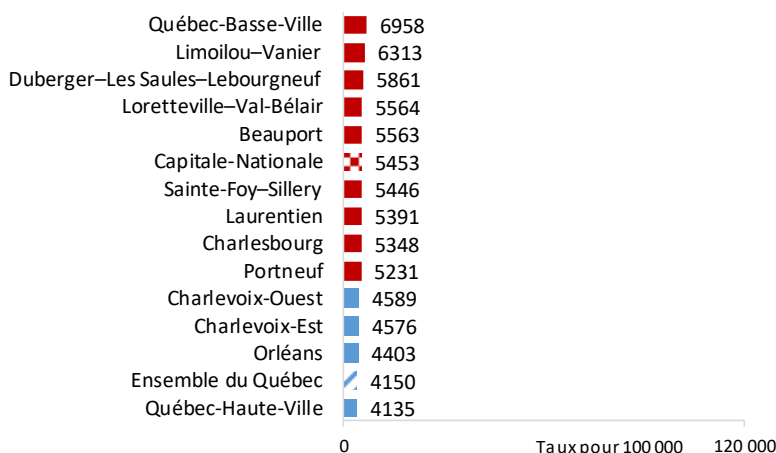 Québec-Basse-Ville 6958
Limoilou–Vanier 6313
Duberger–Les Saules–Lebourgneuf 5861
Loretteville–Val-Bélair 5564
Beauport 5563
Capitale-Nationale 5453
Sainte-Foy–Sillery 5446
Laurentien 5391
Charlesbourg 5348
Portneuf 5231
Charlevoix-Ouest 4589
Charlevoix-Est 4576
Orléans 4403
Ensemble du Québec 4150
Québec-Haute-Ville 4135
0 Taux pour 100 000 120 000